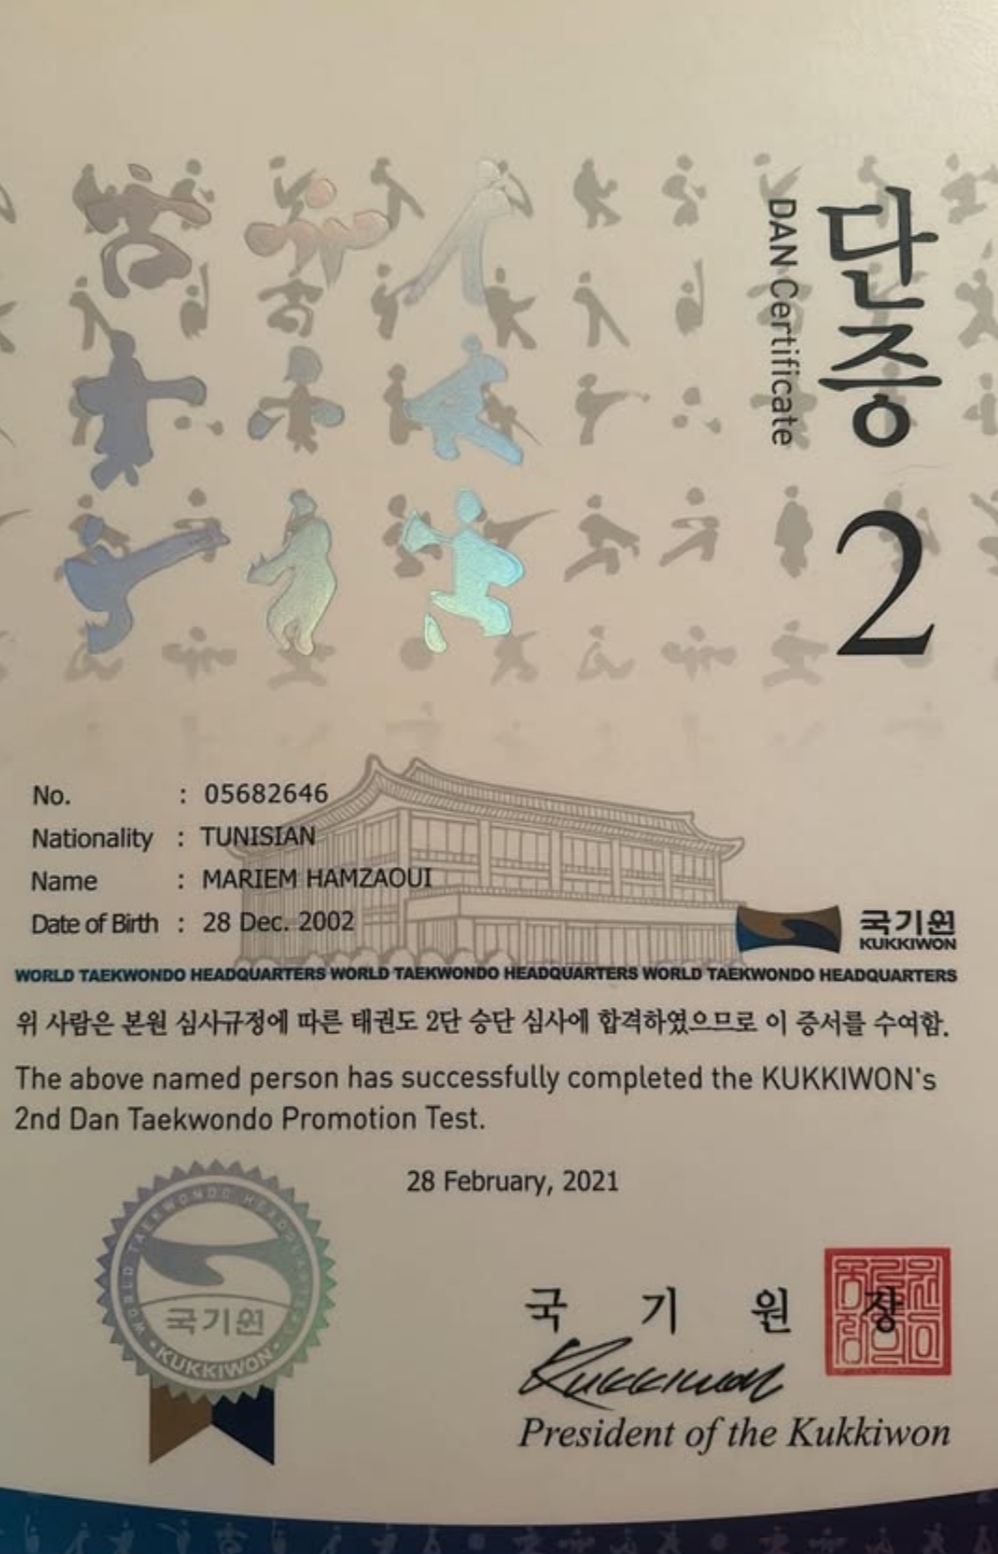 단증
DAN Certificate
2
No. : 05682646
Nationality : TUNISIAN
Name : MARIEM HAMZAOUI
Date of Birth : 28 Dec. 2002
국기원
KUKKIWON
WORLD TAEKWONDO HEADQUARTERS WORLD TAEKWONDO HEADQUARTERS WORLD TAEKWONDO HEADQUARTERS
위 사람은 본원 심사규정에 따른 태권도 2단 승단 심사에 합격하였으므로 이 증서를 수여함.
The above named person has successfully completed the KUKKIWON's
2nd Dan Taekwondo Promotion Test.
28 February, 2021
WORLD TAEKWONDO HEADQUARTERS
국기원
KUKKIWON
국 기 원 장
Kukkiwon
President of the Kukkiwon